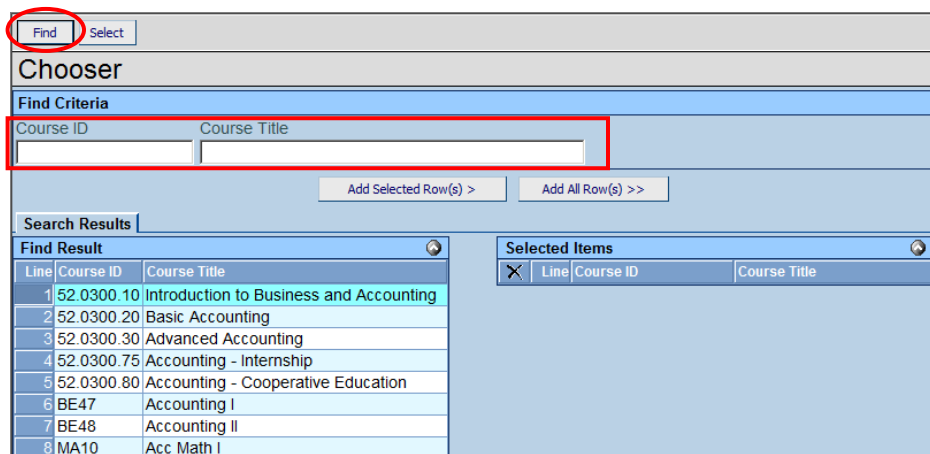 Find Select
Chooser
Find Criteria
Course ID Course Title
Add Selected Row(s) > Add All Row(s) >>
Search Results
Find Result Selected Items
Line Course ID Course Title X Line Course ID Course Title
1 52.0300.10 Introduction to Business and Accounting
2 52.0300.20 Basic Accounting
3 52.0300.30 Advanced Accounting
4 52.0300.75 Accounting - Internship
5 52.0300.80 Accounting - Cooperative Education
6 BE47 Accounting I
7 BE48 Accounting II
8 MA10 Acc Math I